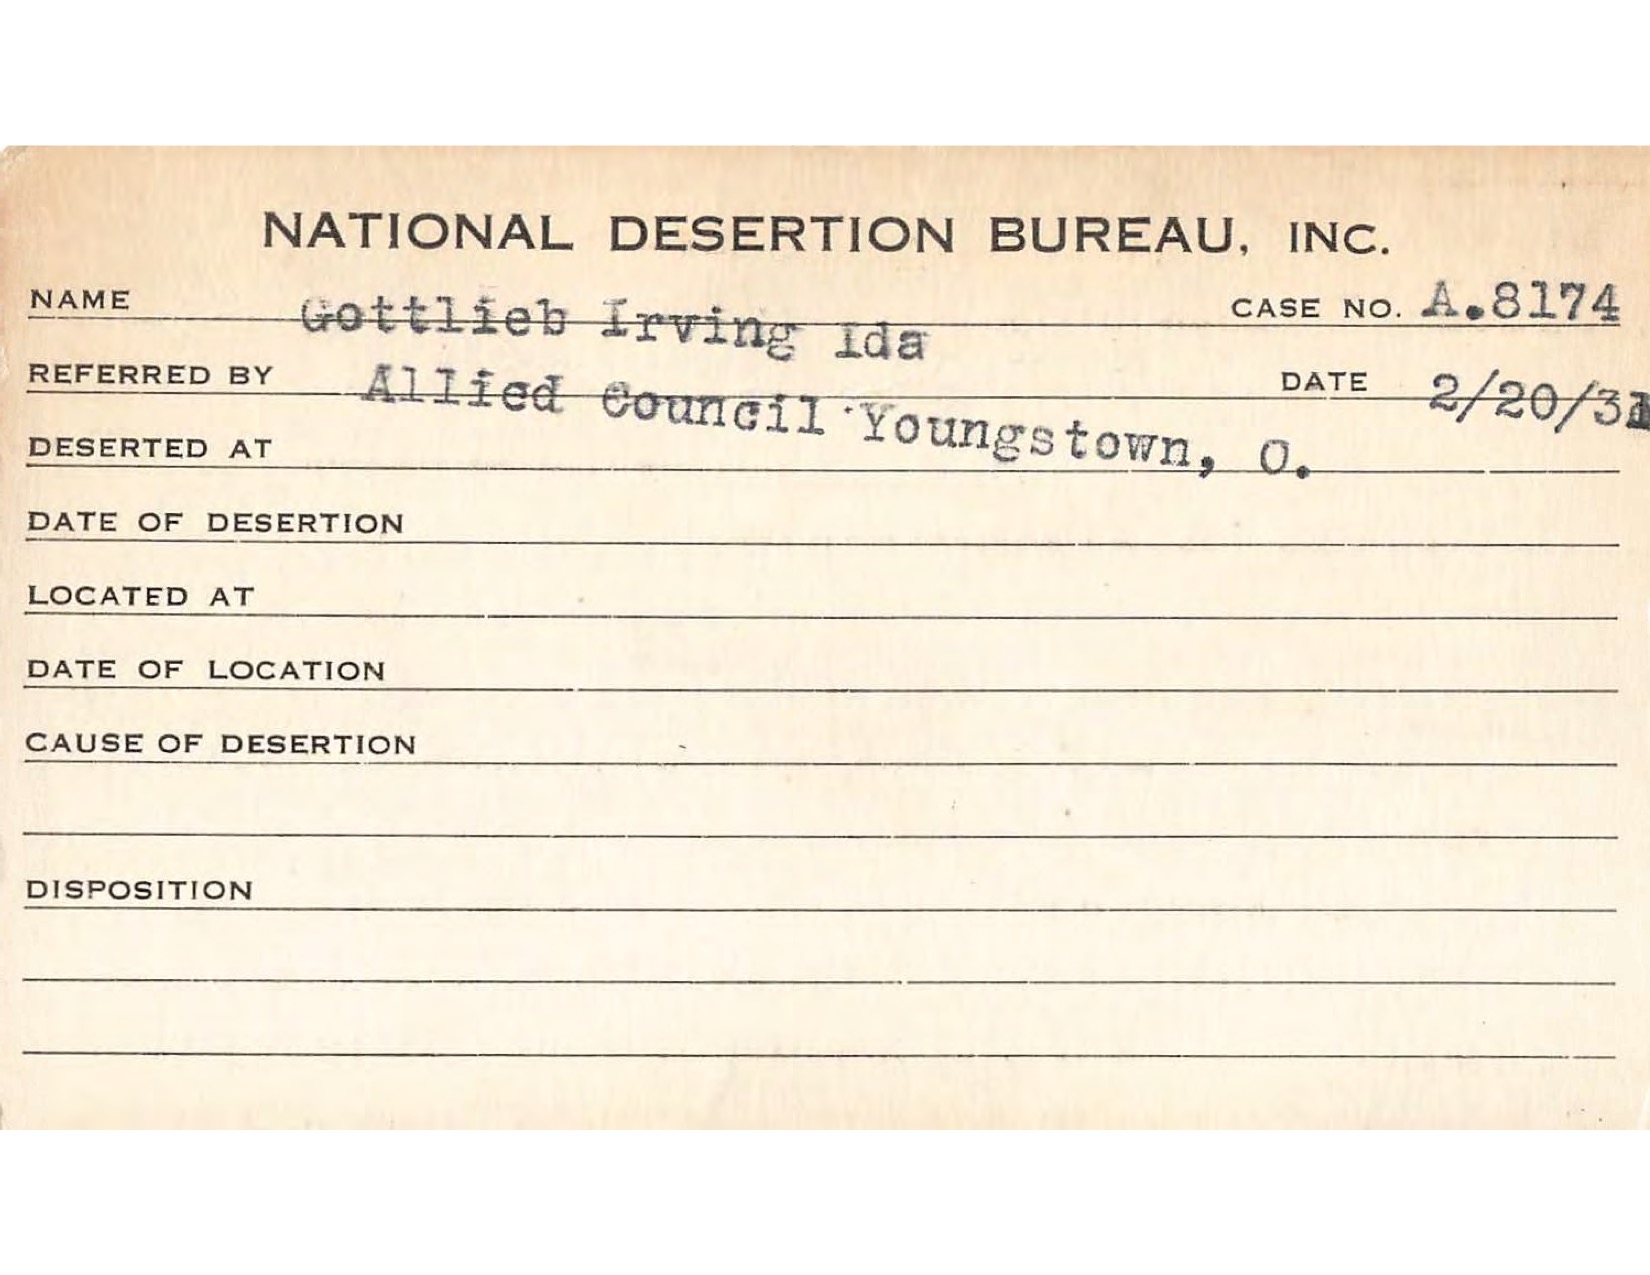 NATIONAL DESERTION BUREAU, INC.
NAME Gottlieb Irving Ida CASE NO. A.8174
REFERRED BY Allied Council Youngstown, O. DATE 2/20/31
DESERTED AT
DATE OF DESERTION
LOCATED AT
DATE OF LOCATION
CAUSE OF DESERTION
DISPOSITION